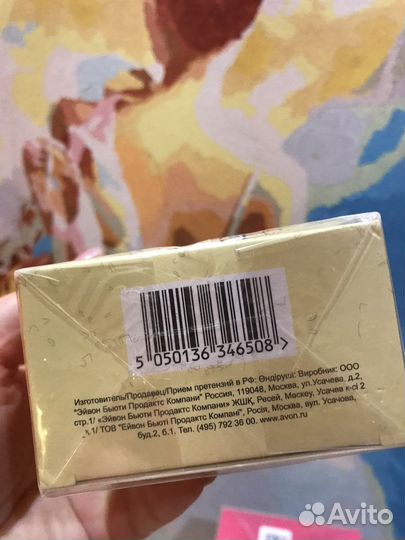 5 050136 346508 >
Изготовитель/Продавец/Прием претензий в РФ: Өндіруші: Виробник: ООО
"Эйвон Бьюти Продактс Компани" Россия, 119048, Москва, ул.Усачева, д.2,
стр.1/ «Эйвон Бьюти Продактс Компани» ЖШҚ, Ресей, Мәскеу, Усачев к-сі 2
к.1/ ТОВ "Ейвон Бьюті Продактс Компані", Росія, Москва, вул. Усачова,
буд.2, б.1. Тел. (495) 792 36 00. www.avon.ru
Avito